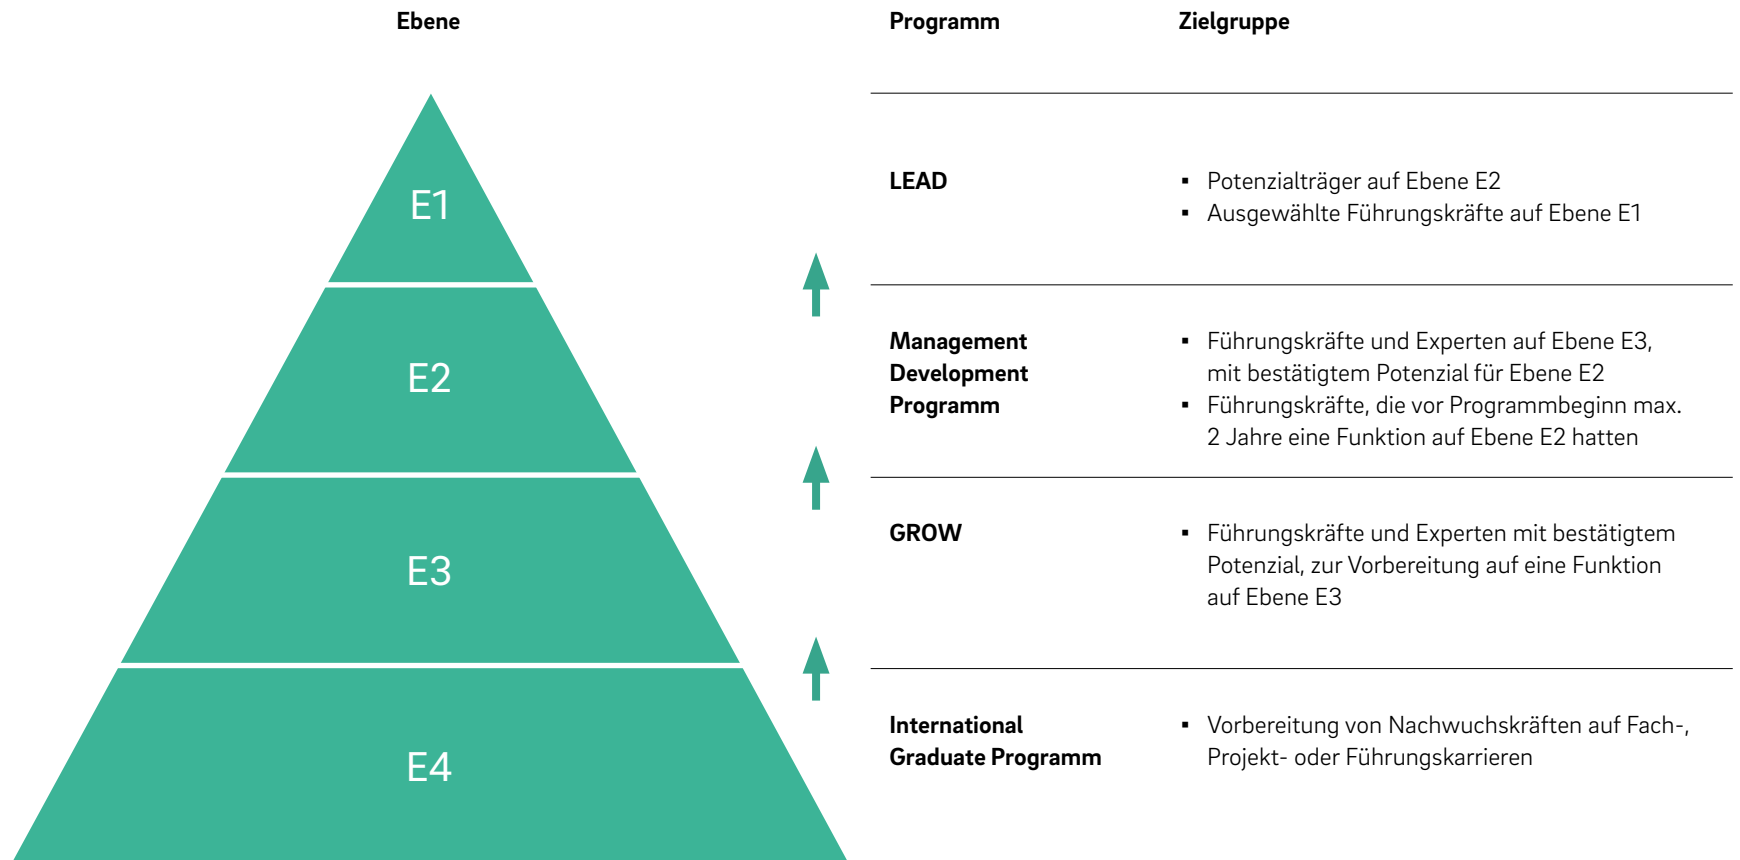 Ebene
Programm
Zielgruppe
E1
LEAD
▪ Potenzialträger auf Ebene E2
▪ Ausgewählte Führungskräfte auf Ebene E1
E2
Management
Development
Programm
▪ Führungskräfte und Experten auf Ebene E3,
mit bestätigtem Potenzial für Ebene E2
▪ Führungskräfte, die vor Programmbeginn max.
2 Jahre eine Funktion auf Ebene E2 hatten
E3
GROW
▪ Führungskräfte und Experten mit bestätigtem
Potenzial, zur Vorbereitung auf eine Funktion
auf Ebene E3
E4
International
Graduate Programm
▪ Vorbereitung von Nachwuchskräften auf Fach-,
Projekt- oder Führungskarrieren